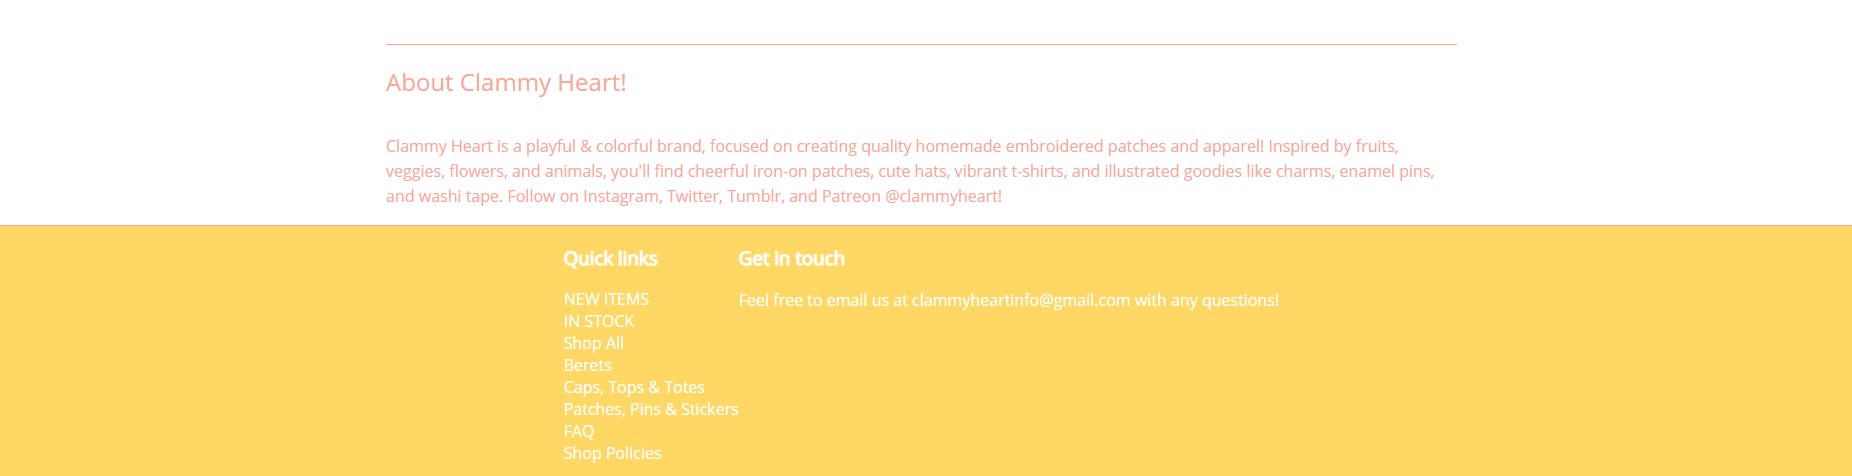 About Clammy Heart!
Clammy Heart is a playful & colorful brand, focused on creating quality homemade embroidered patches and apparel! Inspired by fruits,
veggies, flowers, and animals, you'll find cheerful iron-on patches, cute hats, vibrant t-shirts, and illustrated goodies like charms, enamel pins,
and washi tape. Follow on Instagram, Twitter, Tumblr, and Patreon @clammyheart!
Quick links
NEW ITEMS
IN STOCK
Shop All
Berets
Caps, Tops & Totes
Patches, Pins & Stickers
FAQ
Shop Policies
Get in touch
Feel free to email us at clammyheartinfo@gmail.com with any questions!